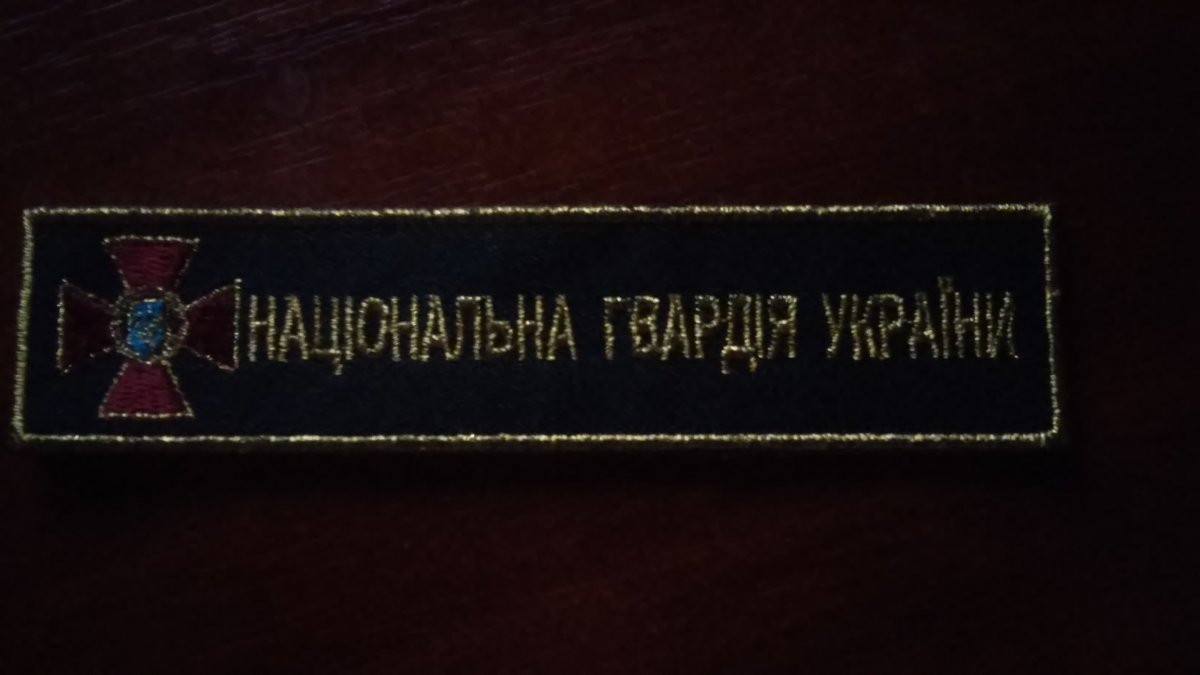 НАЦІОНАЛЬНА ГВАРДІЯ УКРАЇНИ